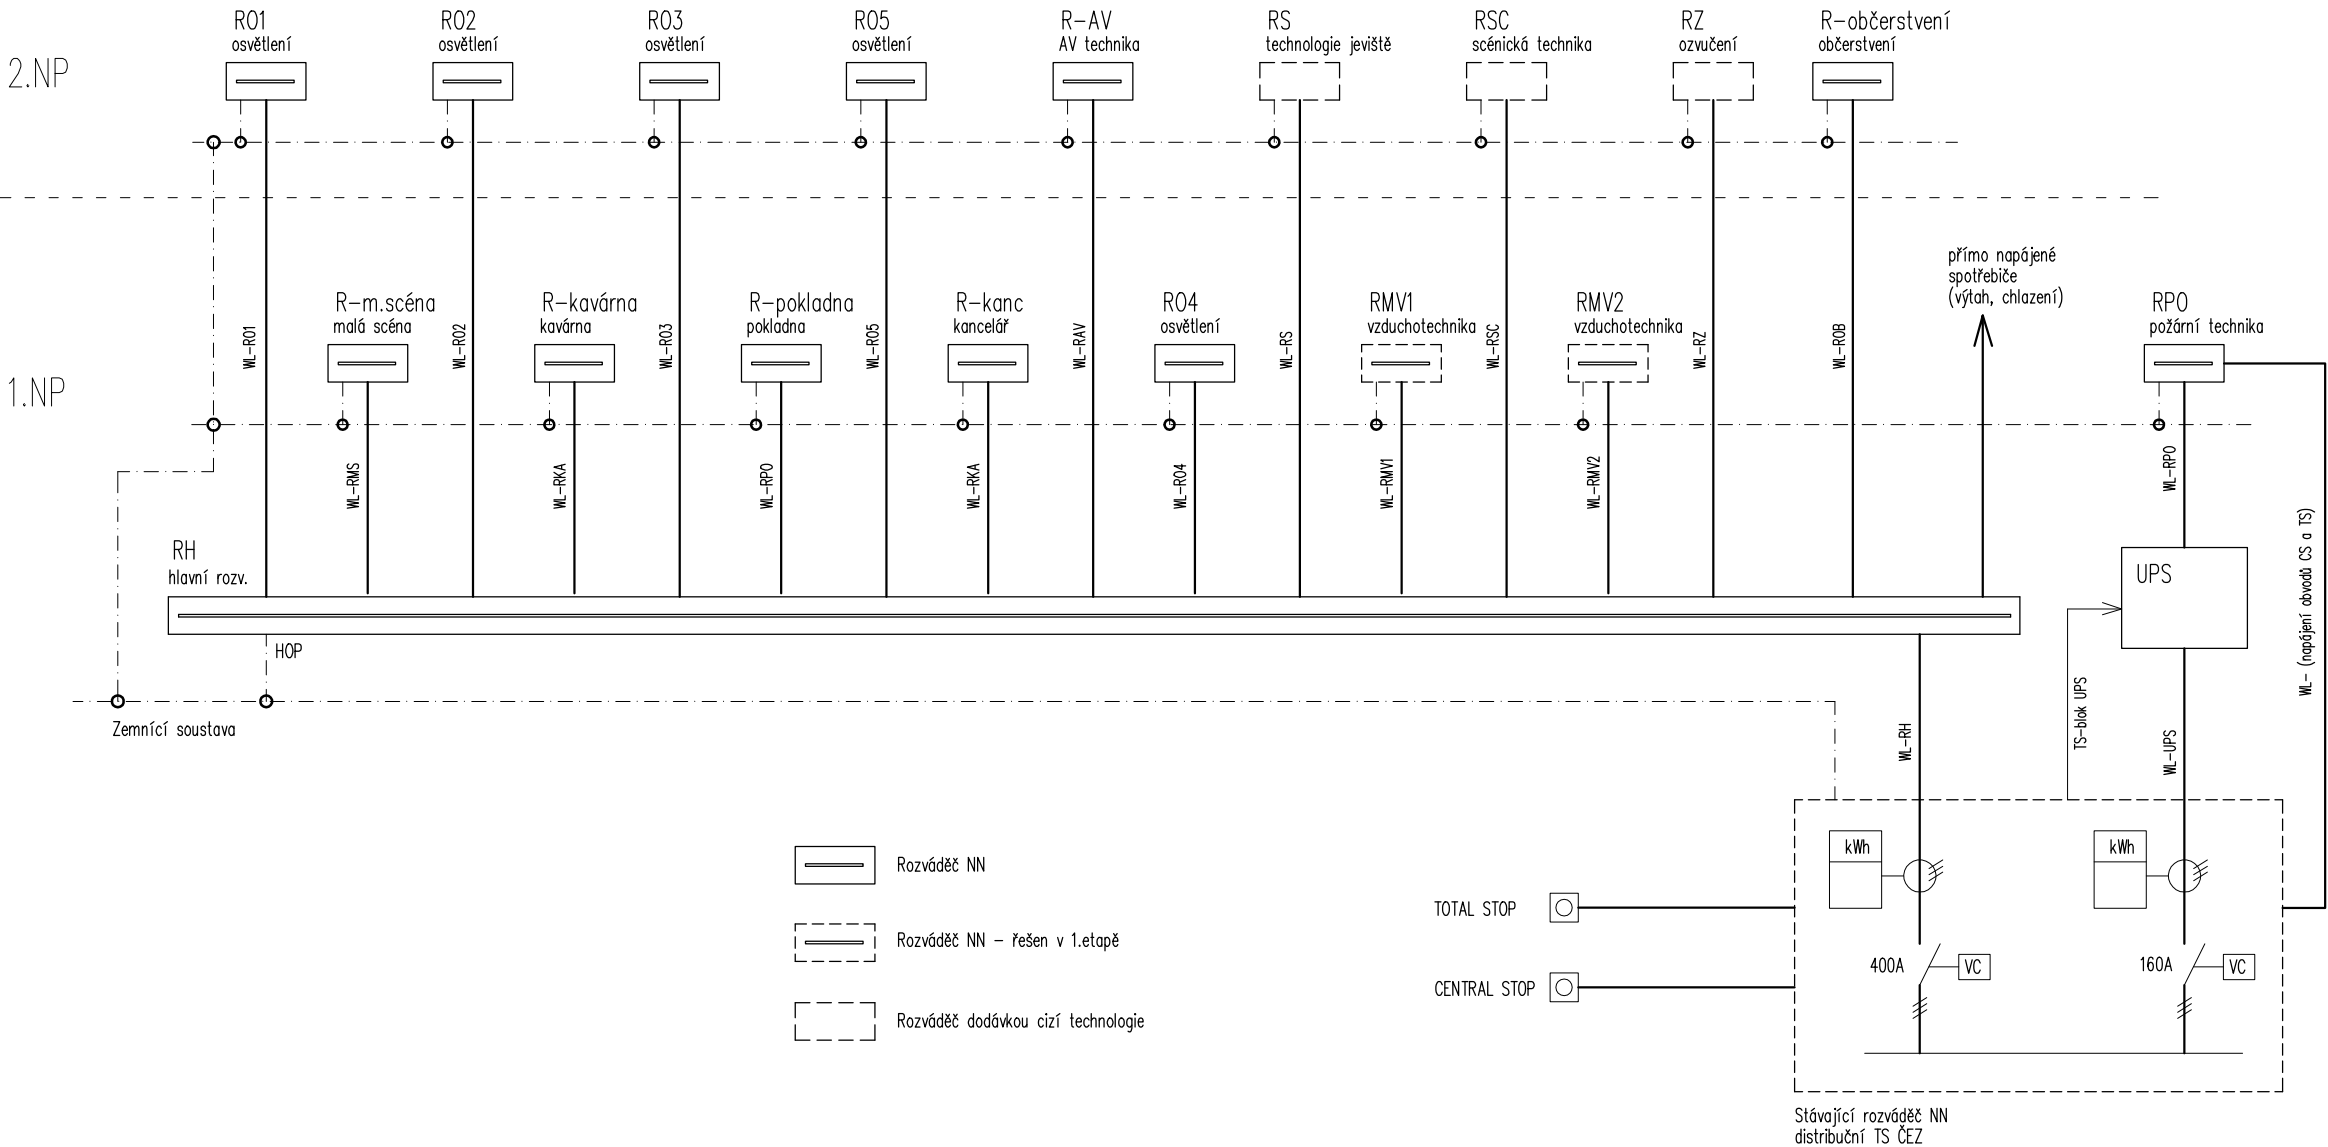 RO1
osvětlení
RO2
osvětlení
RO3
osvětlení
RO5
osvětlení
R-AV
AV technika
RS
technologie jeviště
RSC
scénická technika
RZ
ozvučení
R-občerstvení
občerstvení
2.NP
přímo napájené
spotřebiče
(výtah, chlazení)
R-m.scéna
malá scéna
R-kavárna
kavárna
R-pokladna
pokladna
R-kanc
kancelář
RO4
osvětlení
RMV1
vzduchotechnika
RMV2
vzduchotechnika
RPO
požární technika
1.NP
WL-RO1
WL-RO2
WL-RO3
WL-RO5
WL-RAV
WL-RS
WL-RSC
WL-RZ
WL-ROB
WL-RMS
WL-RKA
WL-RPO
WL-RKA
WL-RO4
WL-RMV1
WL-RMV2
WL-RPO
WL- (napájení obvodů CS a TS)
RH
hlavní rozv.
UPS
HOP
Zemnící soustava
WL-RH
TS-blok UPS
WL-UPS
kWh
kWh
Rozváděč NN
Rozváděč NN - řešen v 1.etapě
Rozváděč dodávkou cizí technologie
TOTAL STOP
CENTRAL STOP
400A
VC
160A
VC
Stávající rozváděč NN
distribuční TS ČEZ